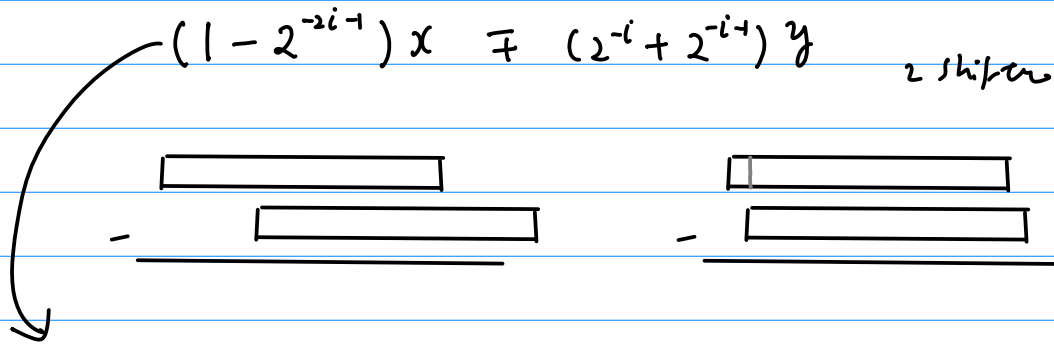 (1 - 2^{-2i-1}) x ∓ (2^{-i} + 2^{-i-1}) y
2 shifters
- -